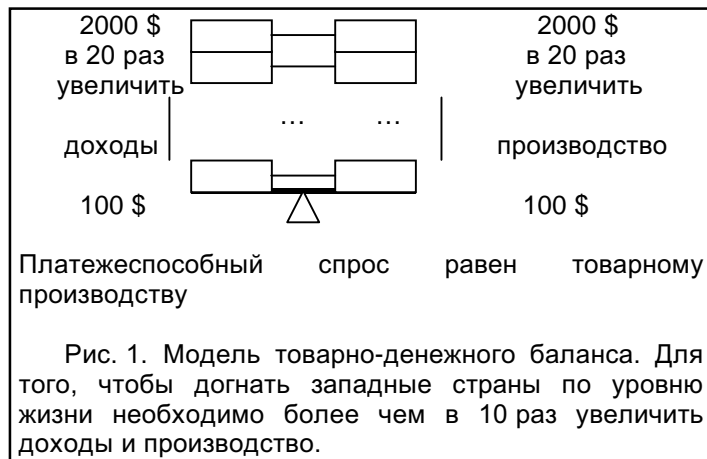 2000 $ 2000 $
в 20 раз в 20 раз
увеличить увеличить
… …
доходы производство
100 $ 100 $
Платежеспособный спрос равен товарному
производству
Рис. 1. Модель товарно-денежного баланса. Для
того, чтобы догнать западные страны по уровню
жизни необходимо более чем в 10 раз увеличить
доходы и производство.